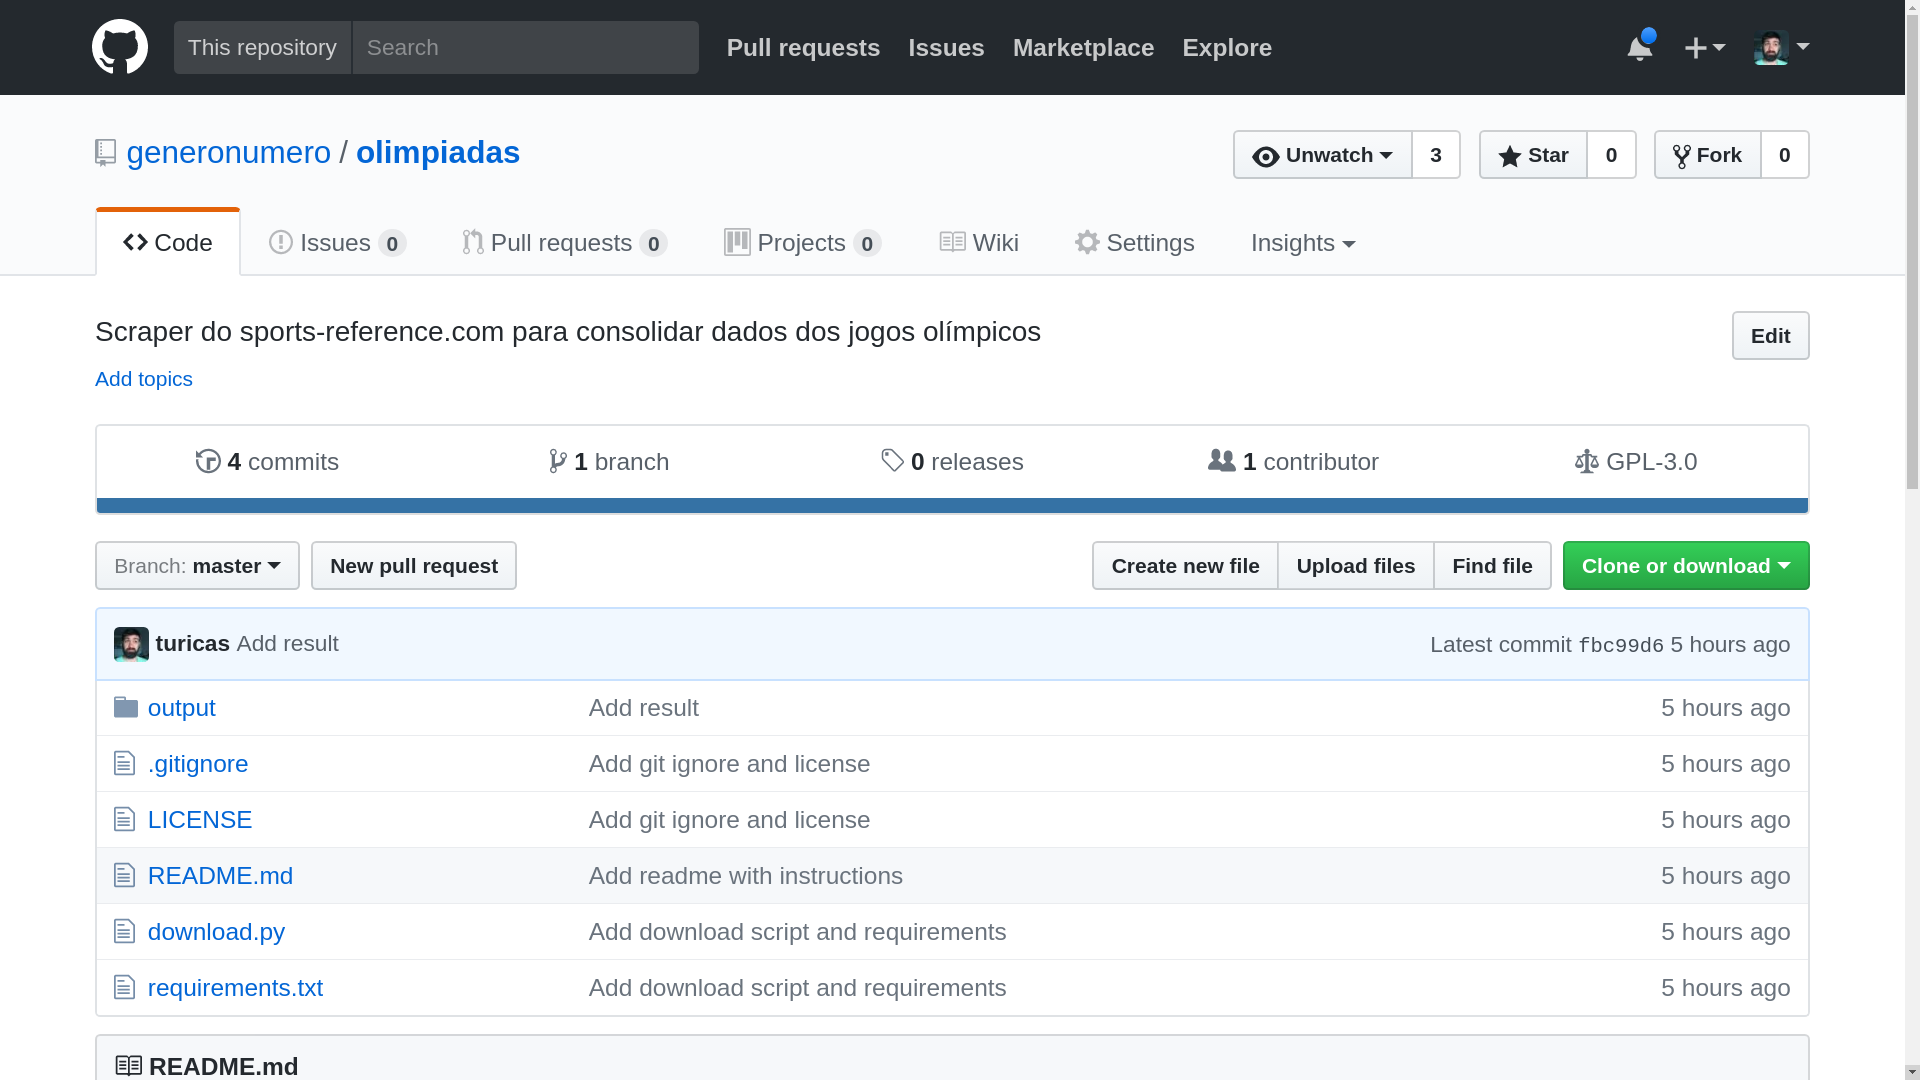 This repository Search Pull requests Issues Marketplace Explore
generonumero / olimpiadas Unwatch 3 Star 0 Fork 0
Code Issues 0 Pull requests 0 Projects 0 Wiki Settings Insights
Scraper do sports-reference.com para consolidar dados dos jogos olímpicos Edit
Add topics
4 commits 1 branch 0 releases 1 contributor GPL-3.0
Branch: master New pull request Create new file Upload files Find file Clone or download
turicas Add result Latest commit fbc99d6 5 hours ago
output Add result 5 hours ago
.gitignore Add git ignore and license 5 hours ago
LICENSE Add git ignore and license 5 hours ago
README.md Add readme with instructions 5 hours ago
download.py Add download script and requirements 5 hours ago
requirements.txt Add download script and requirements 5 hours ago
README.md